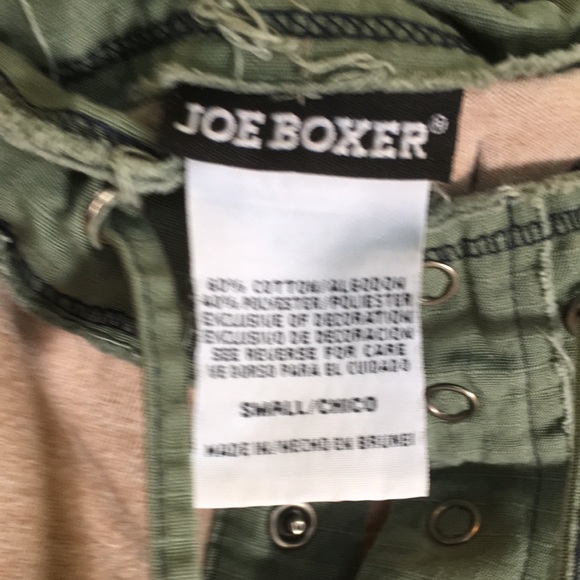 JOE BOXER®
60% COTTON/ALGODON
40% POLYESTER/POLIESTER
EXCLUSIVE OF DECORATION
EXCLUSIVO DE DECORACION
SEE REVERSE FOR CARE
VE DORSO PARA EL CUIDADO
SMALL/CHICO
MADE IN/HECHO EN BRUNEI